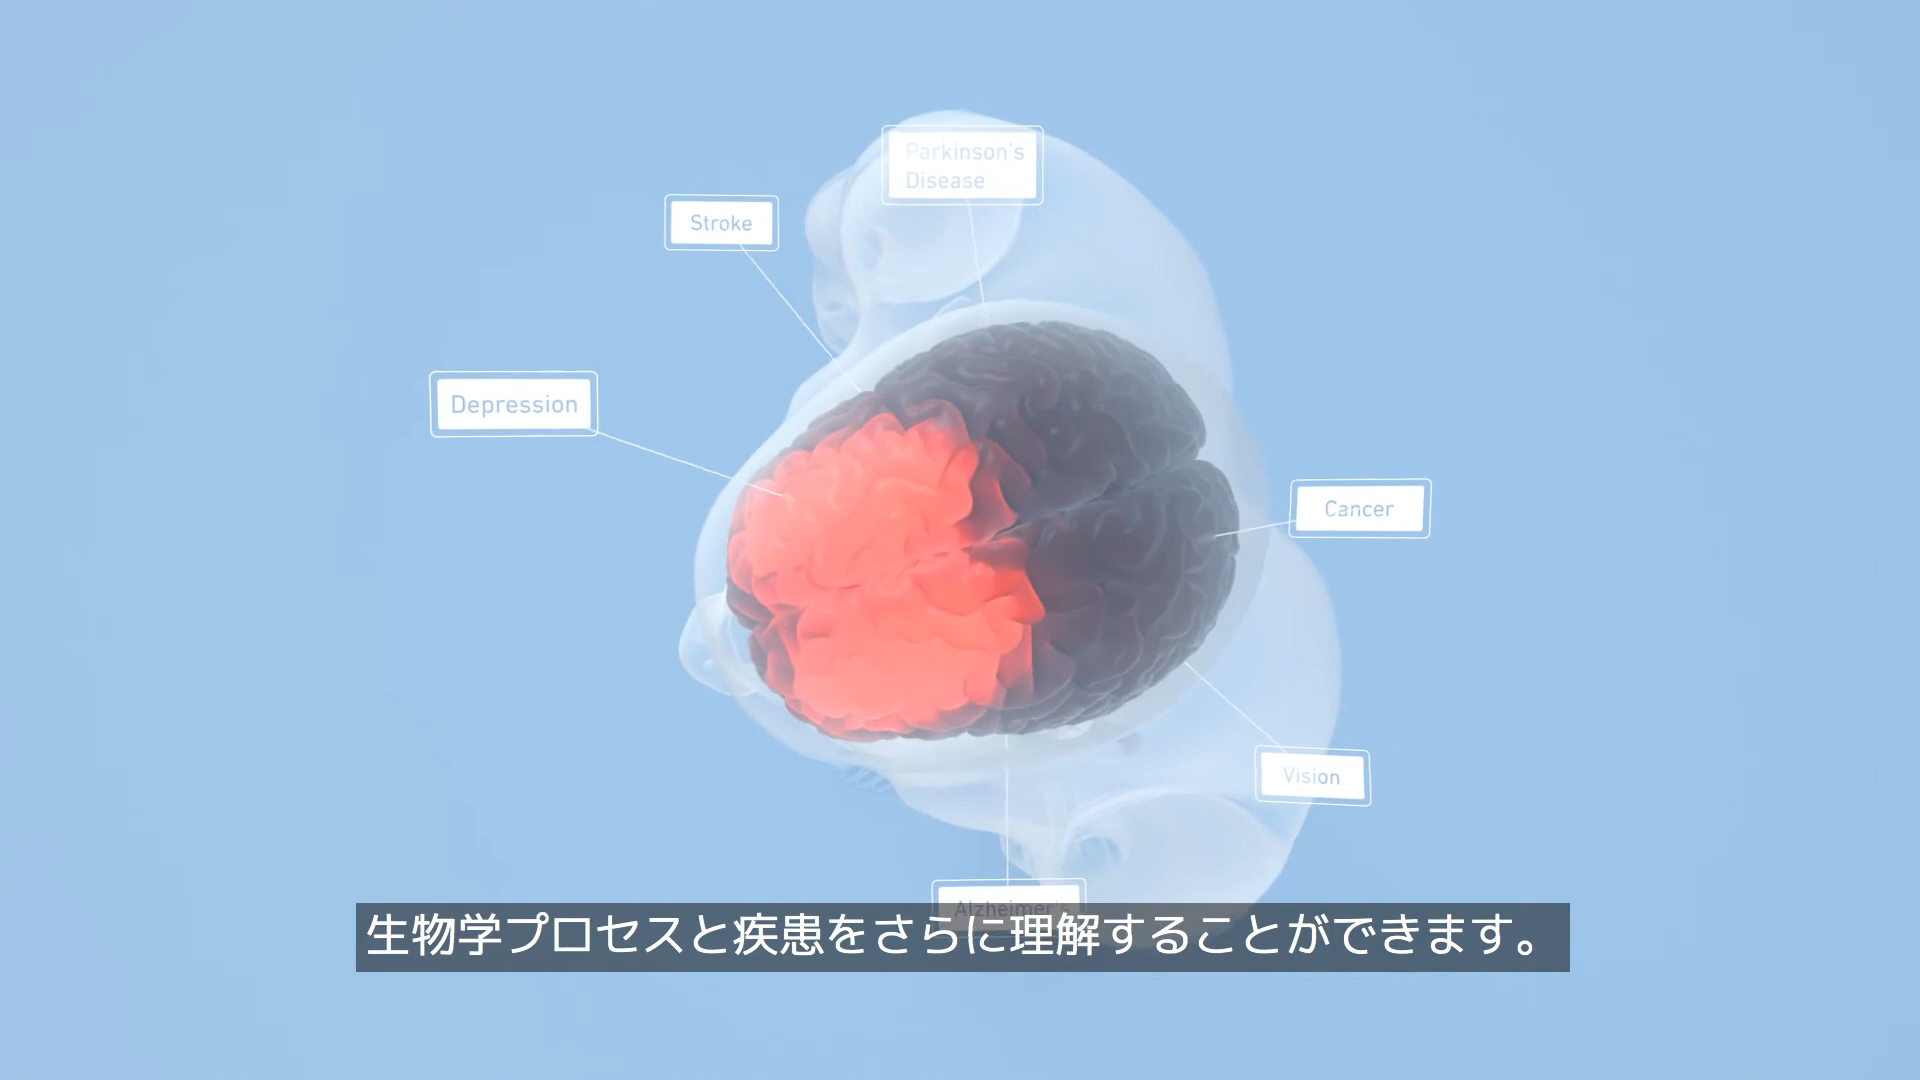 Parkinson's
Disease
Stroke
Depression
Cancer
Vision
Alzheimer's
生物学プロセスと疾患をさらに理解することができます。